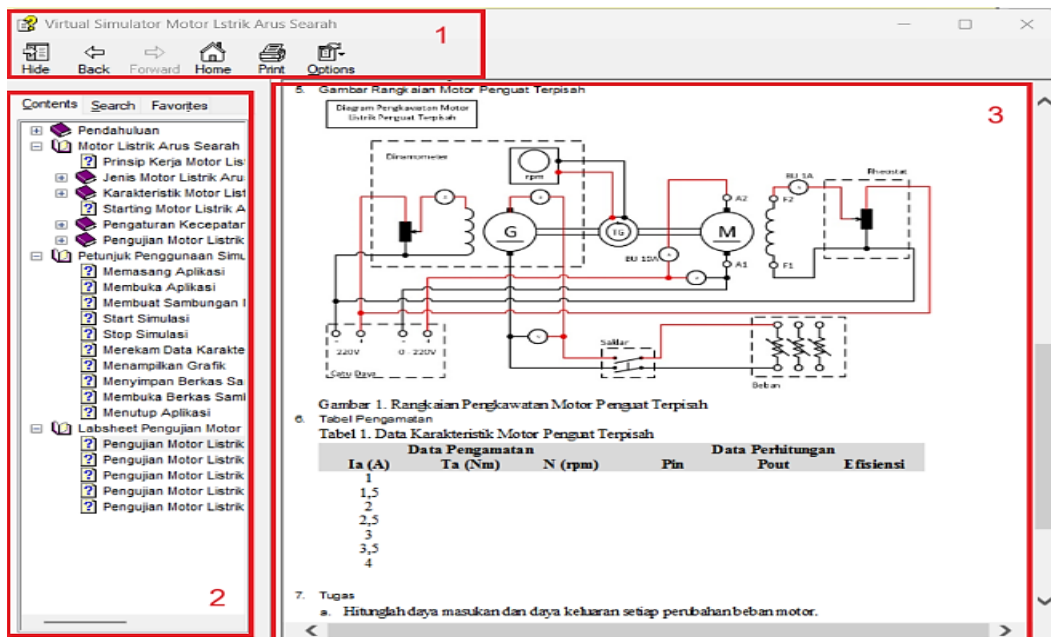 Virtual Simulator Motor Lstrik Arus Searah
1
Hide Back Forward Home Print Options
Contents Search Favorites
Pendahuluan
Motor Listrik Arus Searah
Prinsip Kerja Motor Lis
Jenis Motor Listrik Aru
Karakteristik Motor List
Starting Motor Listrik A
Pengaturan Kecepatar
Pengujian Motor Listrik
Petunjuk Penggunaan Simu
Memasang Aplikasi
Membuka Aplikasi
Membuat Sambungan
Start Simulasi
Stop Simulasi
Merekam Data Karakte
Menampilkan Grafik
Menyimpan Berkas Sa
Membuka Berkas Saml
Menutup Aplikasi
Labsheet Pengujian Motor
Pengujian Motor Listrik
Pengujian Motor Listrik
Pengujian Motor Listrik
Pengujian Motor Listrik
Pengujian Motor Listrik
2
3
5. Gambar Rangkaian Motor Penguat Terpisah
Diagram Pengkawatan Motor
Listrik Penguat Terpisah
Dinamometer
rpm
G
TG
M
A2
A1
BU 10A
BU 1A
F2
F1
Rheostat
- + - +
220V 0 - 220V
Catu Daya
Saklar
Beban
Gambar 1. Rangkaian Pengkawatan Motor Penguat Terpisah
6. Tabel Pengamatan
Tabel 1. Data Karakteristik Motor Penguat Terpisah
Data Pengamatan Data Perhitungan
Ia (A) Ta (Nm) N (rpm) Pin Pout Efisiensi
1
1,5
2
2,5
3
3,5
4
7. Tugas
a. Hitunglah daya masukan dan daya keluaran setiap perubahan beban motor.